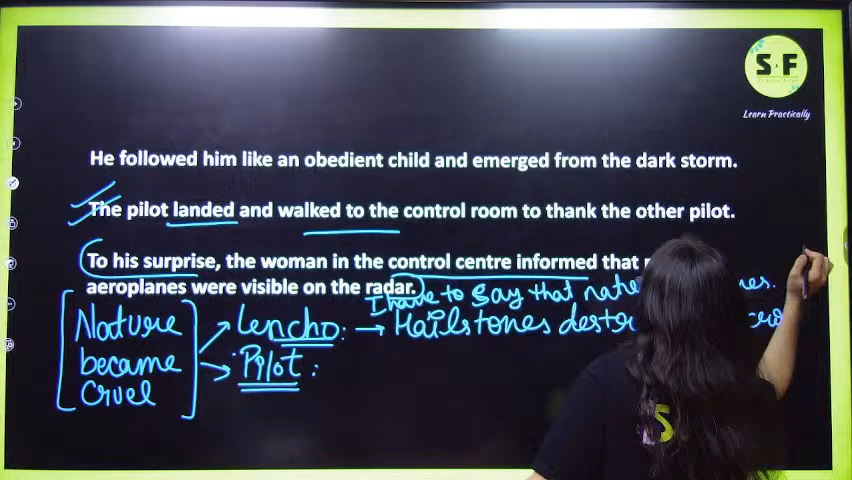 S F
Learn Practically
He followed him like an obedient child and emerged from the dark storm.
The pilot landed and walked to the control room to thank the other pilot.
To his surprise, the woman in the control centre informed that
aeroplanes were visible on the radar.
I have to say that
Nature became cruel
Lencho :
→ Hailstones
Pilot :
S